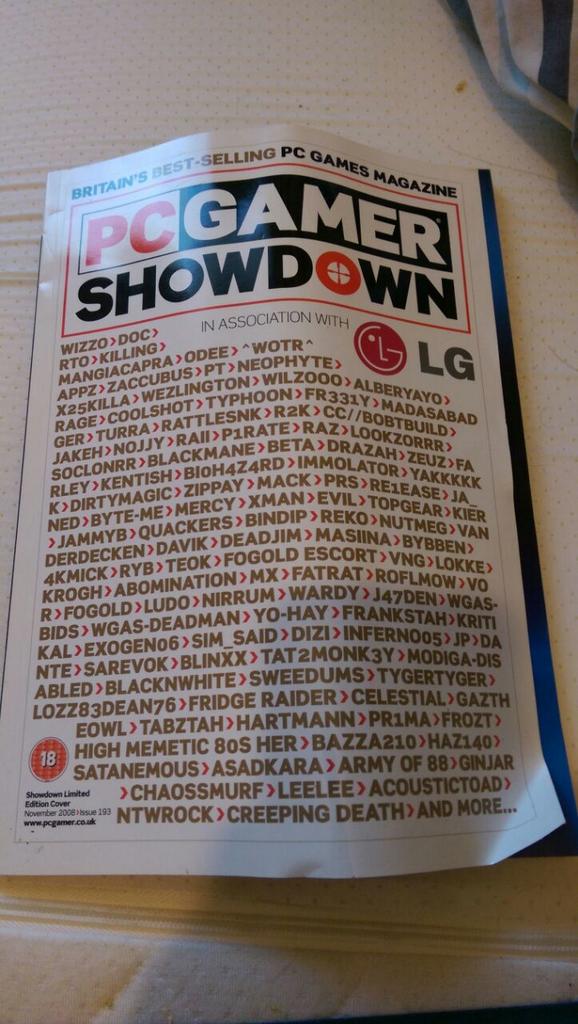 BRITAIN'S BEST-SELLING PC GAMES MAGAZINE
PCGAMER
SHOWDOWN
IN ASSOCIATION WITH
LG
LG
WIZZO>DOC>
RTO>KILLING>
MANGIACAPRA>ODEE>^WOTR^
APPZ>ZACCUBUS>PT>NEOPHYTE>
X25KILLA>WEZLINGTON>WILZOOO>ALBERYAYO>
RAGE>COOLSHOT>TYPHOON>FR331Y>MADASABAD
GER>TURRA>RATTLESNK>R2K>CC//BOBTBUILD>
JAKEH>NOJJY>RAII>P1RATE>RAZ>LOOKZORRR>
SOCLONRR>BLACKMANE>BETA>DRAZAH>ZEUZ>FA
RLEY>KENTISH>BI0H4Z4RD>IMMOLATOR>YAKKKKK
K>DIRTYMAGIC>ZIPPAY>MACK>PRS>RE1EASE>JA_
NED>BYTE-ME>MERCY>XMAN>EVIL>TOPGEAR>KIER
>JAMMYB>QUACKERS>BINDIP>REKO>NUTMEG>VAN
DERDECKEN>DAVIK>DEADJIM>MASIINA>BYBBEN>
4KMICK>RYB>TEOK>FOGOLD ESCORT>VNG>LOKKE>
KROGH>ABOMINATION>MX>FATRAT>ROFLMOW>VO
R>FOGOLD>LUDO>NIRRUM>WARDY>J47DEN>WGAS-
BIDS>WGAS-DEADMAN>YO-HAY>FRANKSTAH>KRITI
KAL>EXOGEN06>SIM_SAID>DIZI>INFERNO05>JP>DA
NTE>SAREVOK>BLINXX>TAT2MONK3Y>MODIGA-DIS
ABLED>BLACKNWHITE>SWEEDUMS>TYGERTYGER>
LOZZ83DEAN76>FRIDGE RAIDER>CELESTIAL>GAZTH
EOWL>TABZTAH>HARTMANN>PR1MA>FROZT>
HIGH MEMETIC 80S HER>BAZZA210>HAZ140>
SATANEMOUS>ASADKARA>ARMY OF 88>GINJAR
>CHAOSSMURF>LEELEE>ACOUSTICTOAD>
NTWROCK>CREEPING DEATH>AND MORE...
18
Showdown Limited
Edition Cover
November 2008>Issue 193
www.pcgamer.co.uk